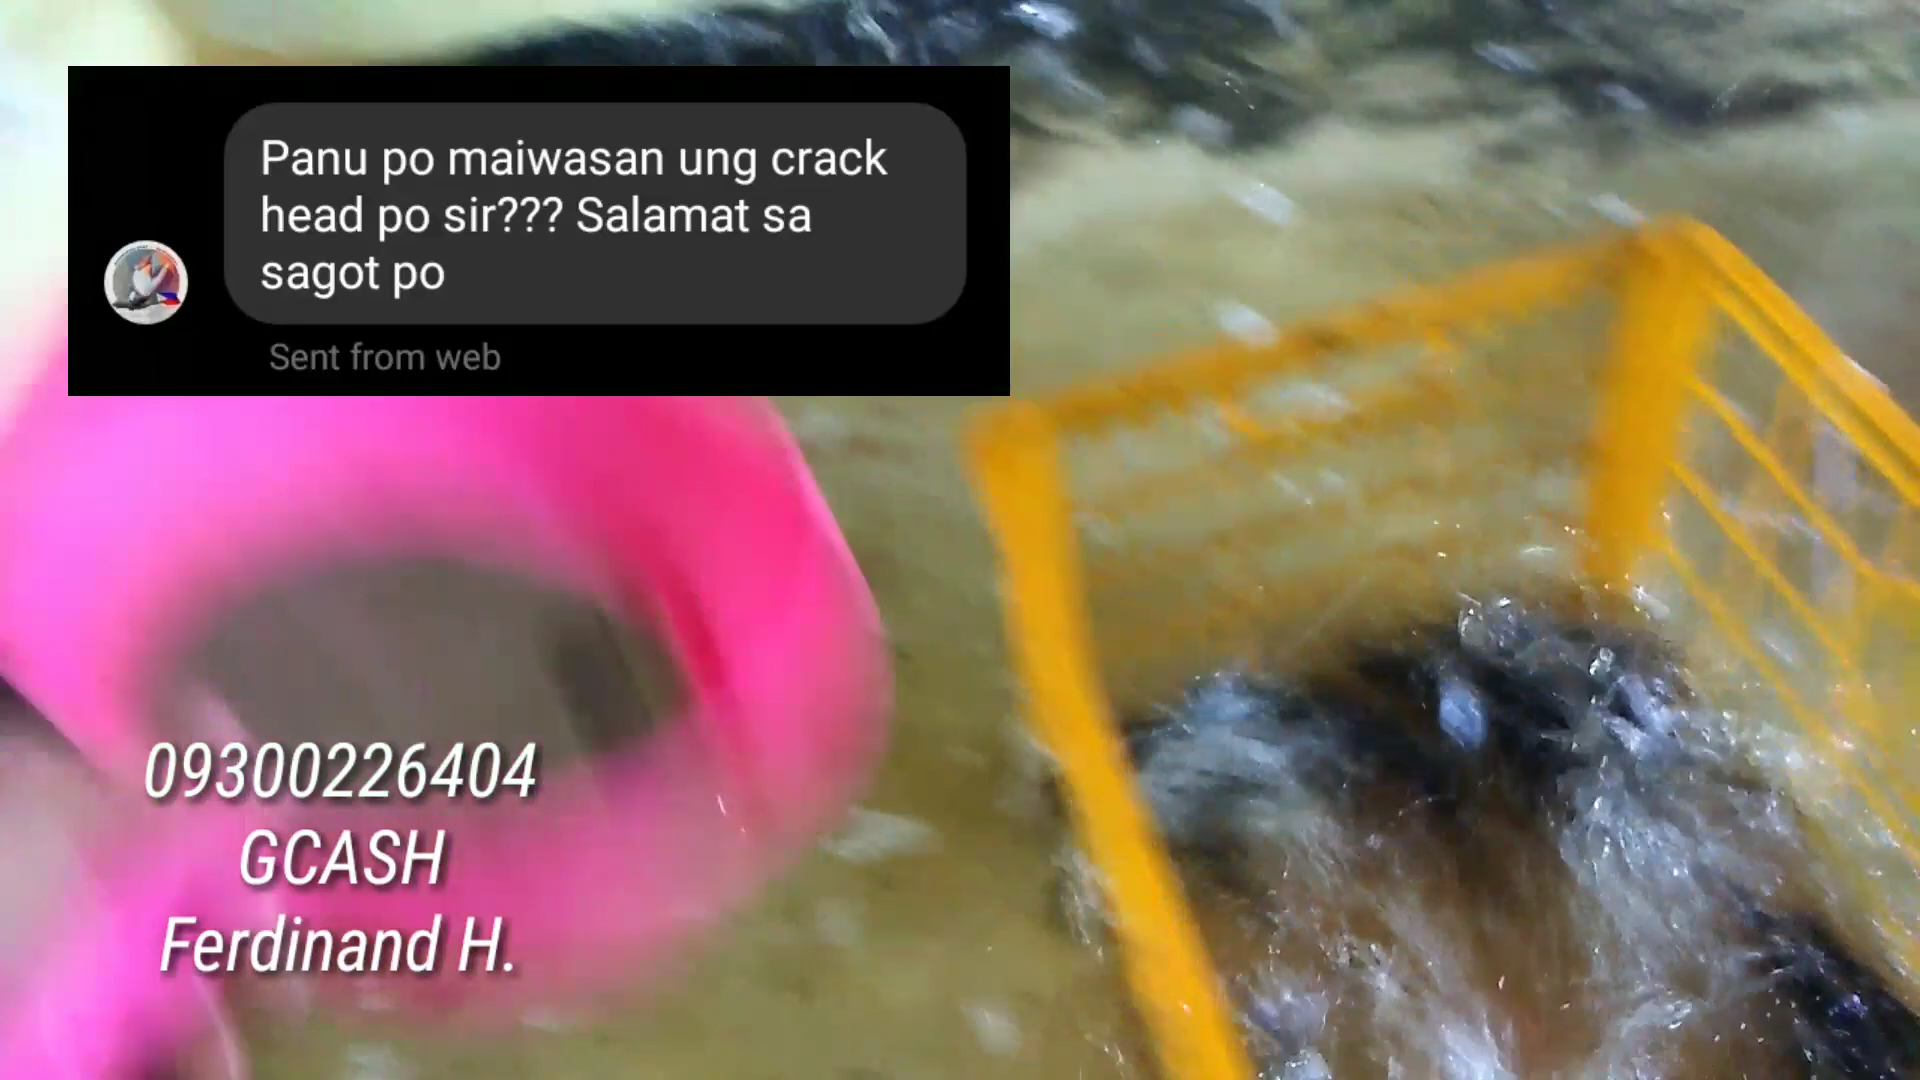 Panu po maiwasan ung crack
head po sir??? Salamat sa
sagot po
Sent from web
09300226404
GCASH
Ferdinand H.